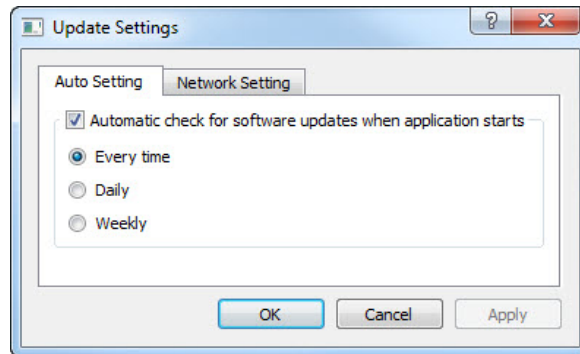 Update Settings
Auto Setting
Network Setting
Automatic check for software updates when application starts
Every time
Daily
Weekly
OK
Cancel
Apply